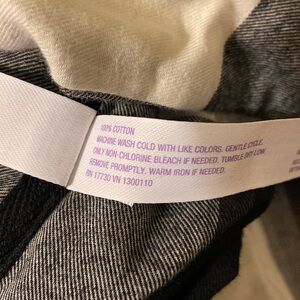 100% COTTON
MACHINE WASH COLD WITH LIKE COLORS. GENTLE CYCLE.
ONLY NON-CHLORINE BLEACH IF NEEDED. TUMBLE DRY LOW.
REMOVE PROMPTLY. WARM IRON IF NEEDED.
RN 17730 VN 1300110